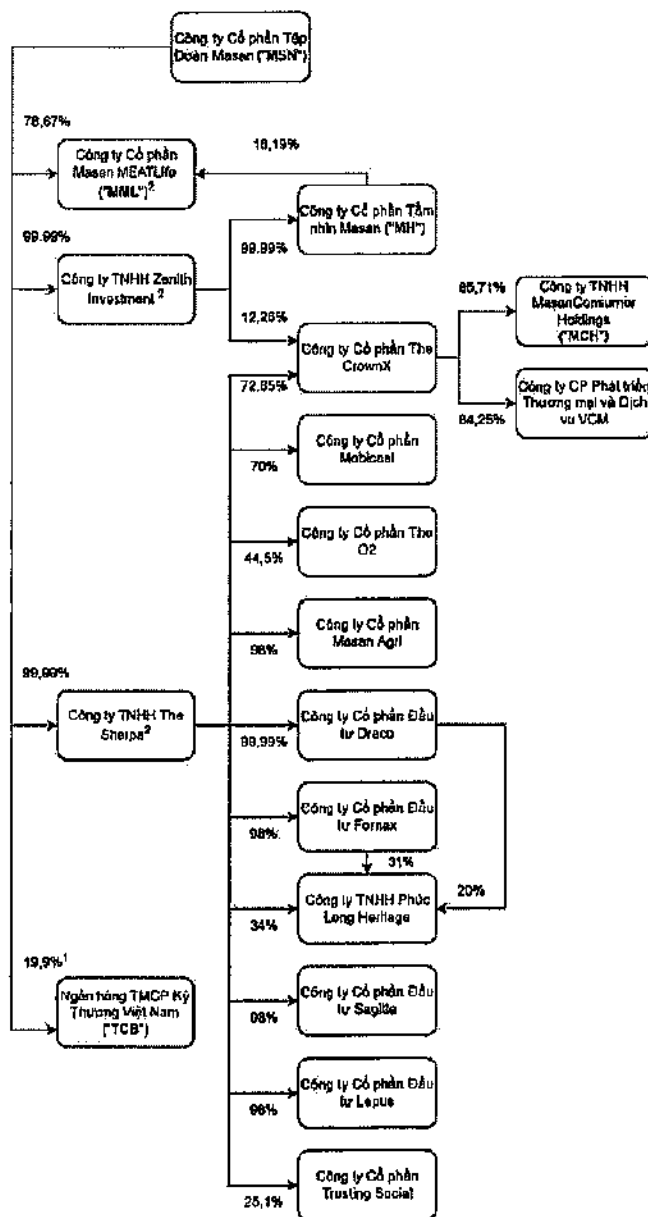 Công ty Cổ phần Tập
Đoàn Masan ("MSN")
78,67%
Công ty Cổ phần
Masan MEATLife
("MML")²
16,19%
Công ty Cổ phần Tầm
nhìn Masan ("MH")
99.99%
99.99%
Công ty TNHH Zenith
Investment ²
12,26%
Công ty Cổ phần The
CrownX
72,65%
85,71%
Công ty TNHH
MasanConsumer
Holdings
("MCH")
Công ty CP Phát triển
Thương mại và Dịch
vụ VCM
84,25%
Công ty Cổ phần
Mobicast
70%
Công ty Cổ phần The
O2
44,5%
Công ty Cổ phần
Masan Agri
98%
99,99%
Công ty TNHH The
Sherpa²
Công ty Cổ phần Đầu
tư Draco
99,99%
Công ty Cổ phần Đầu
tư Fornax
98%
31%
Công ty TNHH Phúc
Long Heritage
34%
20%
19,9%¹
Ngân hàng TMCP Kỹ
Thương Việt Nam
("TCB")
Công ty Cổ phần Đầu
tư Sagitta
98%
Công ty Cổ phần Đầu
tư Lepus
98%
Công ty Cổ phần
Trusting Social
25,1%